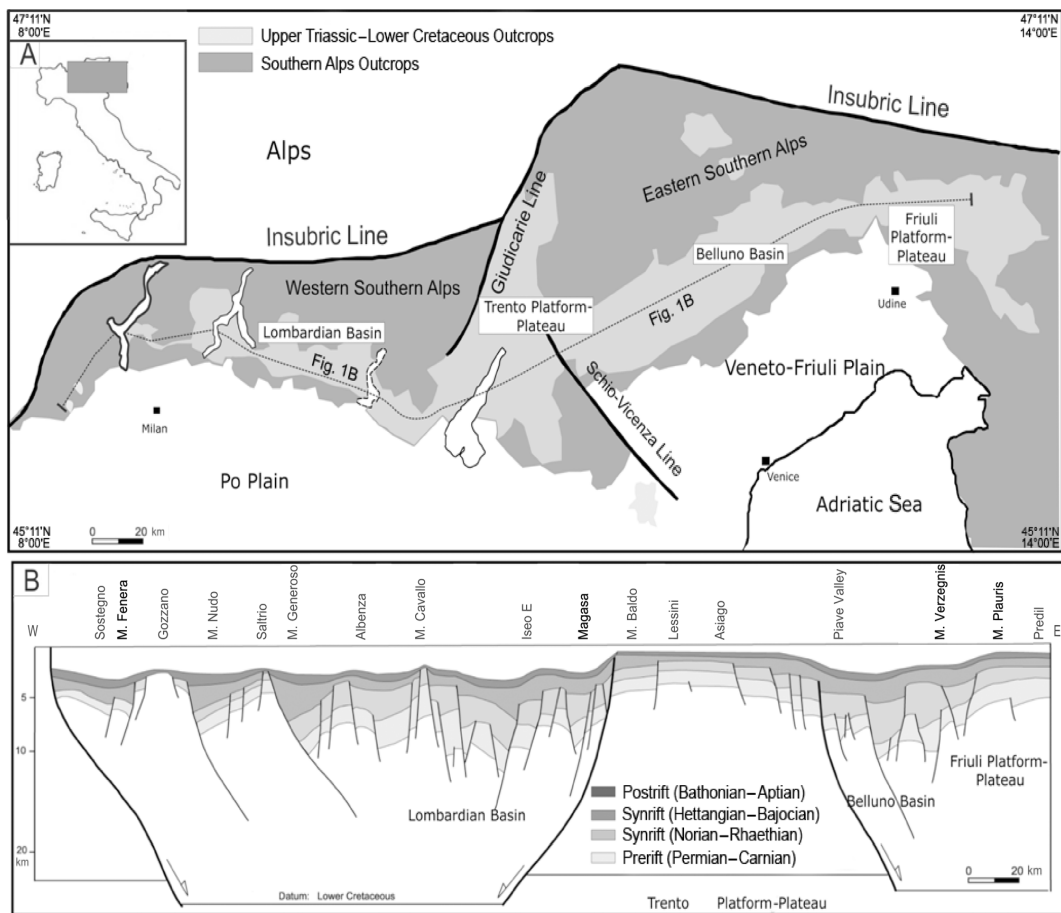 47°11'N
8°00'E
47°11'N
14°00'E
A
Upper Triassic–Lower Cretaceous Outcrops
Southern Alps Outcrops
Insubric Line
Alps
Eastern Southern Alps
Giudicarie Line
Insubric Line
Friuli
Platform-
Plateau
Belluno Basin
Western Southern Alps
Udine
Trento Platform-
Plateau
Lombardian Basin
Fig. 1B
Fig. 1B
Veneto-Friuli Plain
Schio-Vicenza Line
Milan
Venice
Po Plain
Adriatic Sea
45°11'N
8°00'E
0 20 km
45°11'N
14°00'E
B
W
Sostegno
M. Fenera
Gozzano
M. Nudo
Saltrio
M. Generoso
Albenza
M. Cavallo
Iseo E
Magasa
M. Baldo
Lessini
Asiago
Piave Valley
M. Verzegnis
M. Plauris
Predil
E
5
10
20
km
Friuli Platform-
Plateau
Postrift (Bathonian–Aptian)
Synrift (Hettangian–Bajocian)
Synrift (Norian–Rhaethian)
Prerift (Permian–Carnian)
Lombardian Basin
Belluno Basin
0 20 km
Datum: Lower Cretaceous
Trento Platform-Plateau